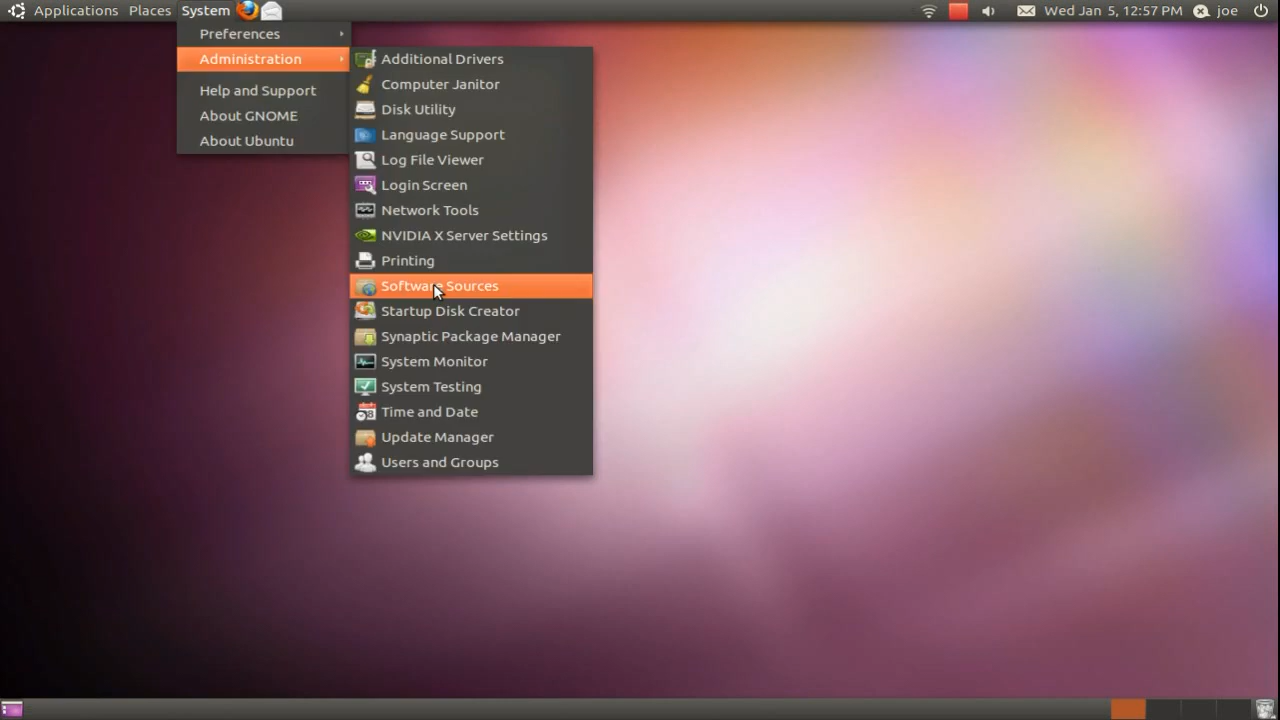 Applications Places System
Wed Jan 5, 12:57 PM joe
Preferences
Administration
Help and Support
About GNOME
About Ubuntu
Additional Drivers
Computer Janitor
Disk Utility
Language Support
Log File Viewer
Login Screen
Network Tools
NVIDIA X Server Settings
Printing
Software Sources
Startup Disk Creator
Synaptic Package Manager
System Monitor
System Testing
Time and Date
Update Manager
Users and Groups